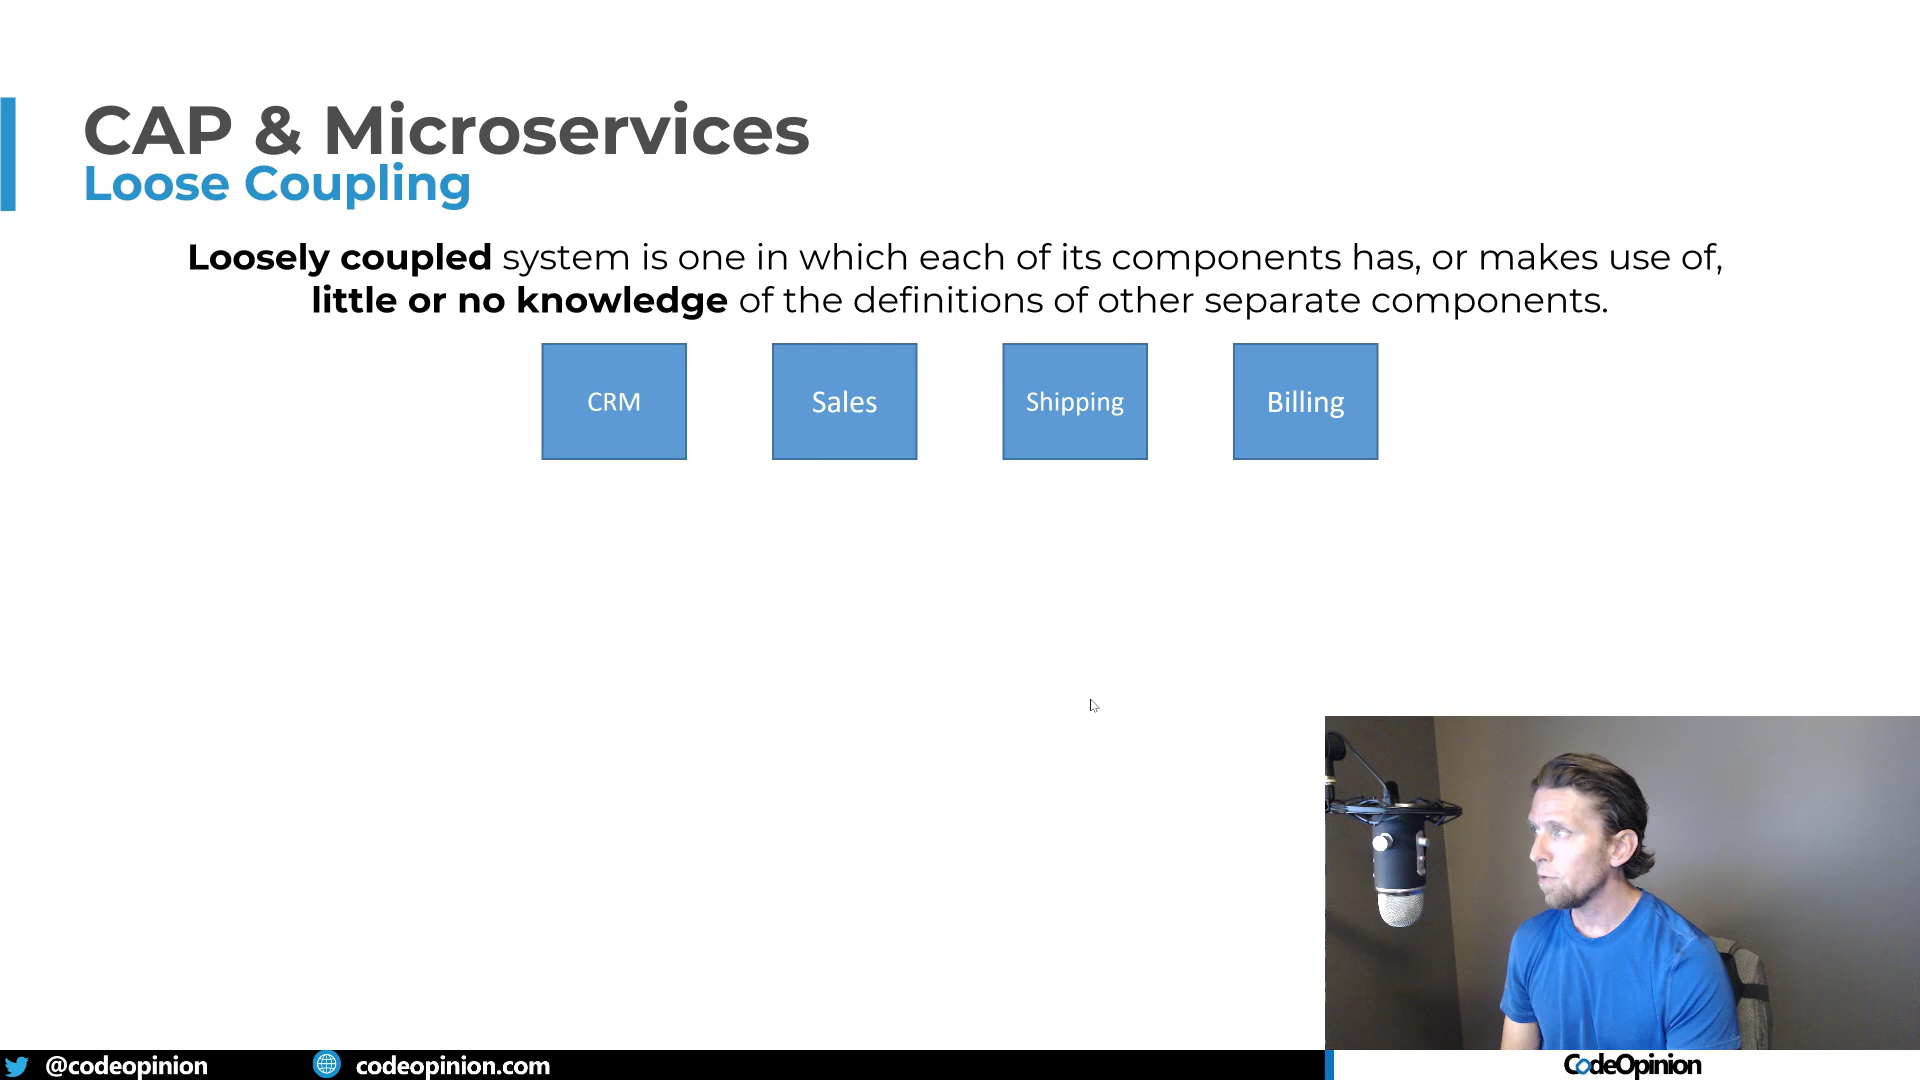 CAP & Microservices
Loose Coupling
Loosely coupled system is one in which each of its components has, or makes use of,
little or no knowledge of the definitions of other separate components.
CRM
Sales
Shipping
Billing
@codeopinion
codeopinion.com
CodeOpinion